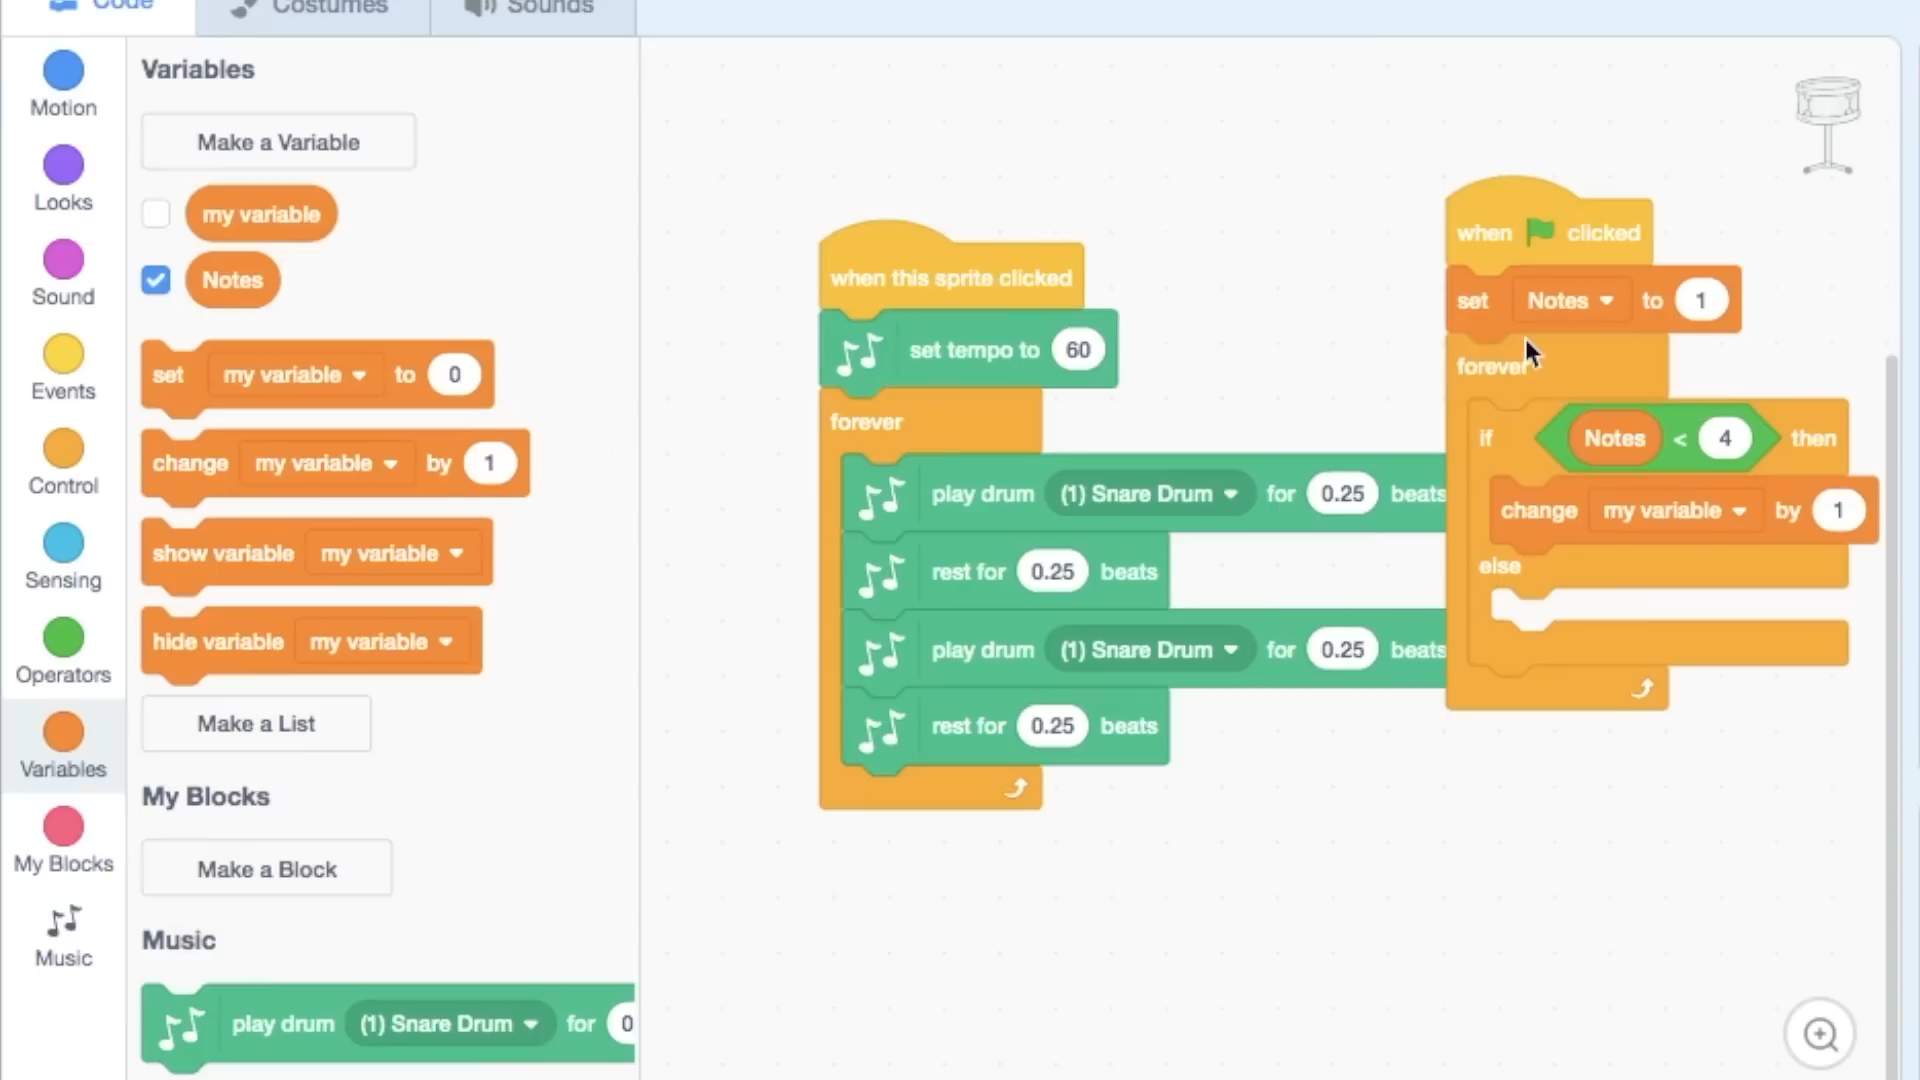 Code
Costumes
Sounds
Motion
Looks
Sound
Events
Control
Sensing
Operators
Variables
My Blocks
Music
Variables
Make a Variable
my variable
Notes
set my variable to 0
change my variable by 1
show variable my variable
hide variable my variable
Make a List
My Blocks
Make a Block
Music
play drum (1) Snare Drum for 0
when this sprite clicked
set tempo to 60
forever
play drum (1) Snare Drum for 0.25 beats
rest for 0.25 beats
play drum (1) Snare Drum for 0.25 beats
rest for 0.25 beats
when clicked
set Notes to 1
forever
if Notes < 4 then
change my variable by 1
else